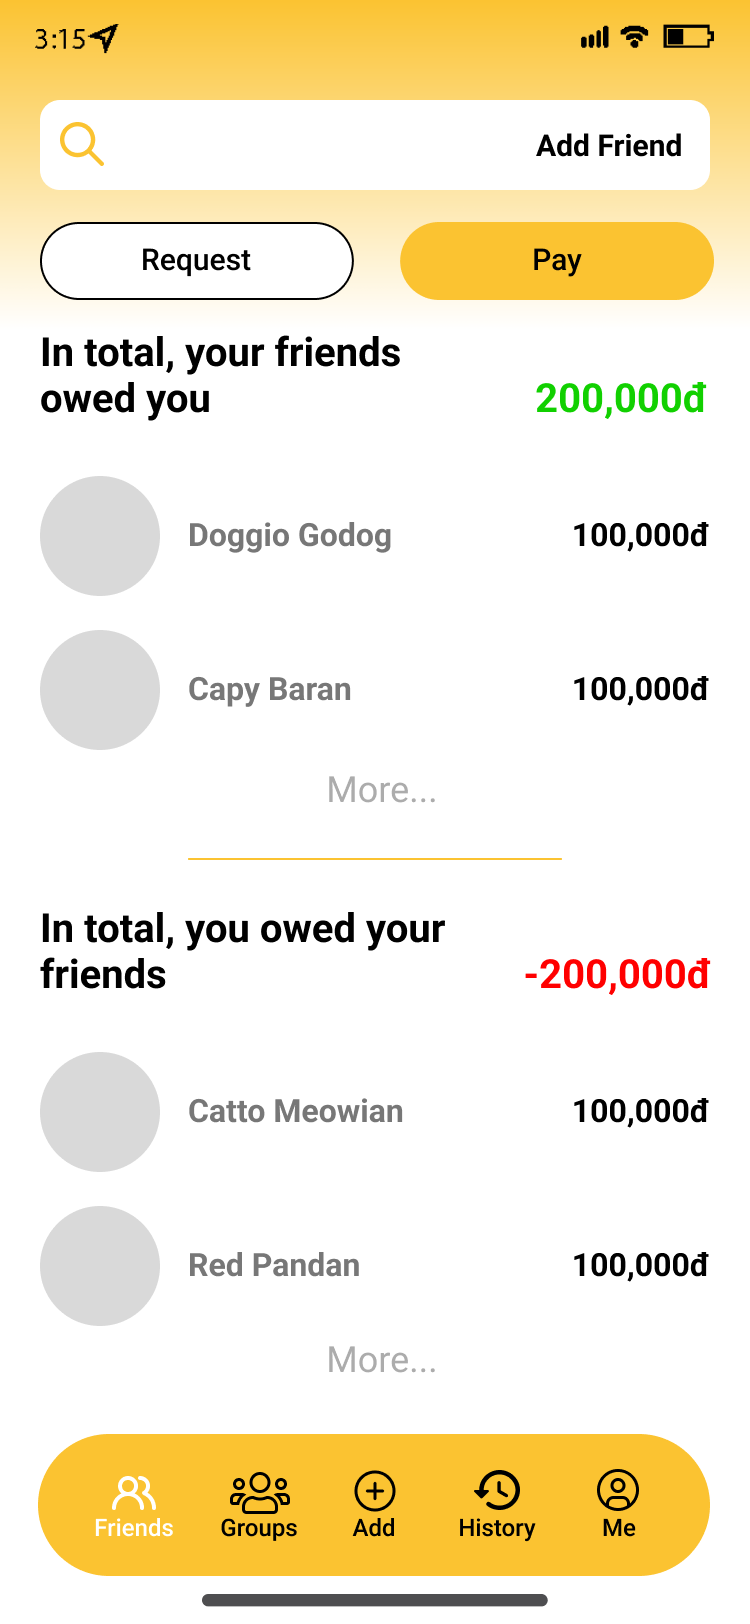 3:15
Add Friend
Request
Pay
In total, your friends
owed you
200,000đ
Doggio Godog
100,000đ
Capy Baran
100,000đ
More...
In total, you owed your
friends
-200,000đ
Catto Meowian
100,000đ
Red Pandan
100,000đ
More...
Friends
Groups
Add
History
Me